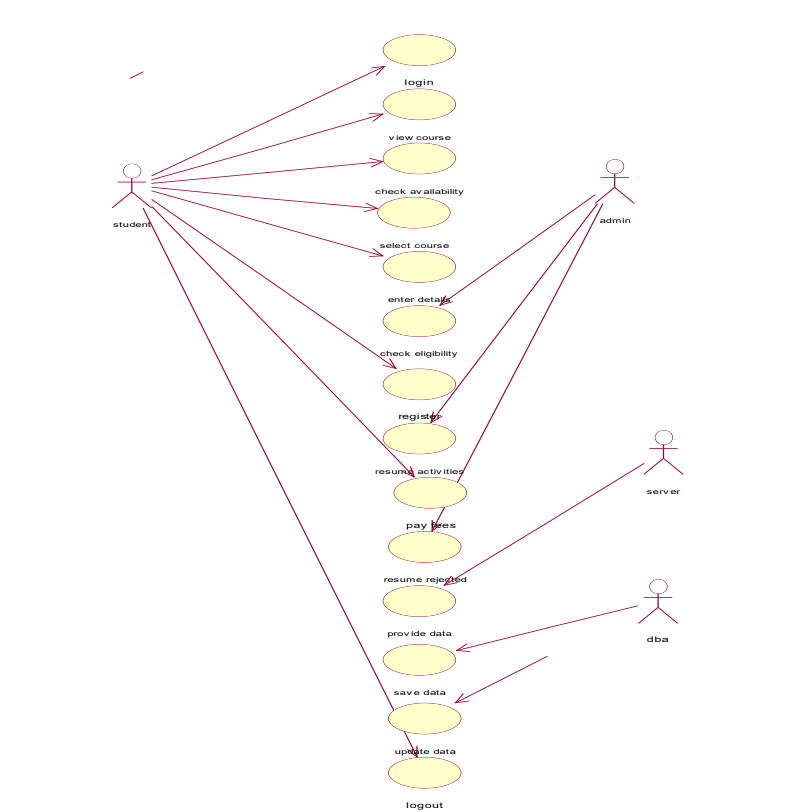 login
view course
check availability
student
admin
select course
enter details
check eligibility
register
resume activities
server
pay fees
resume rejected
provide data
dba
save data
update data
logout